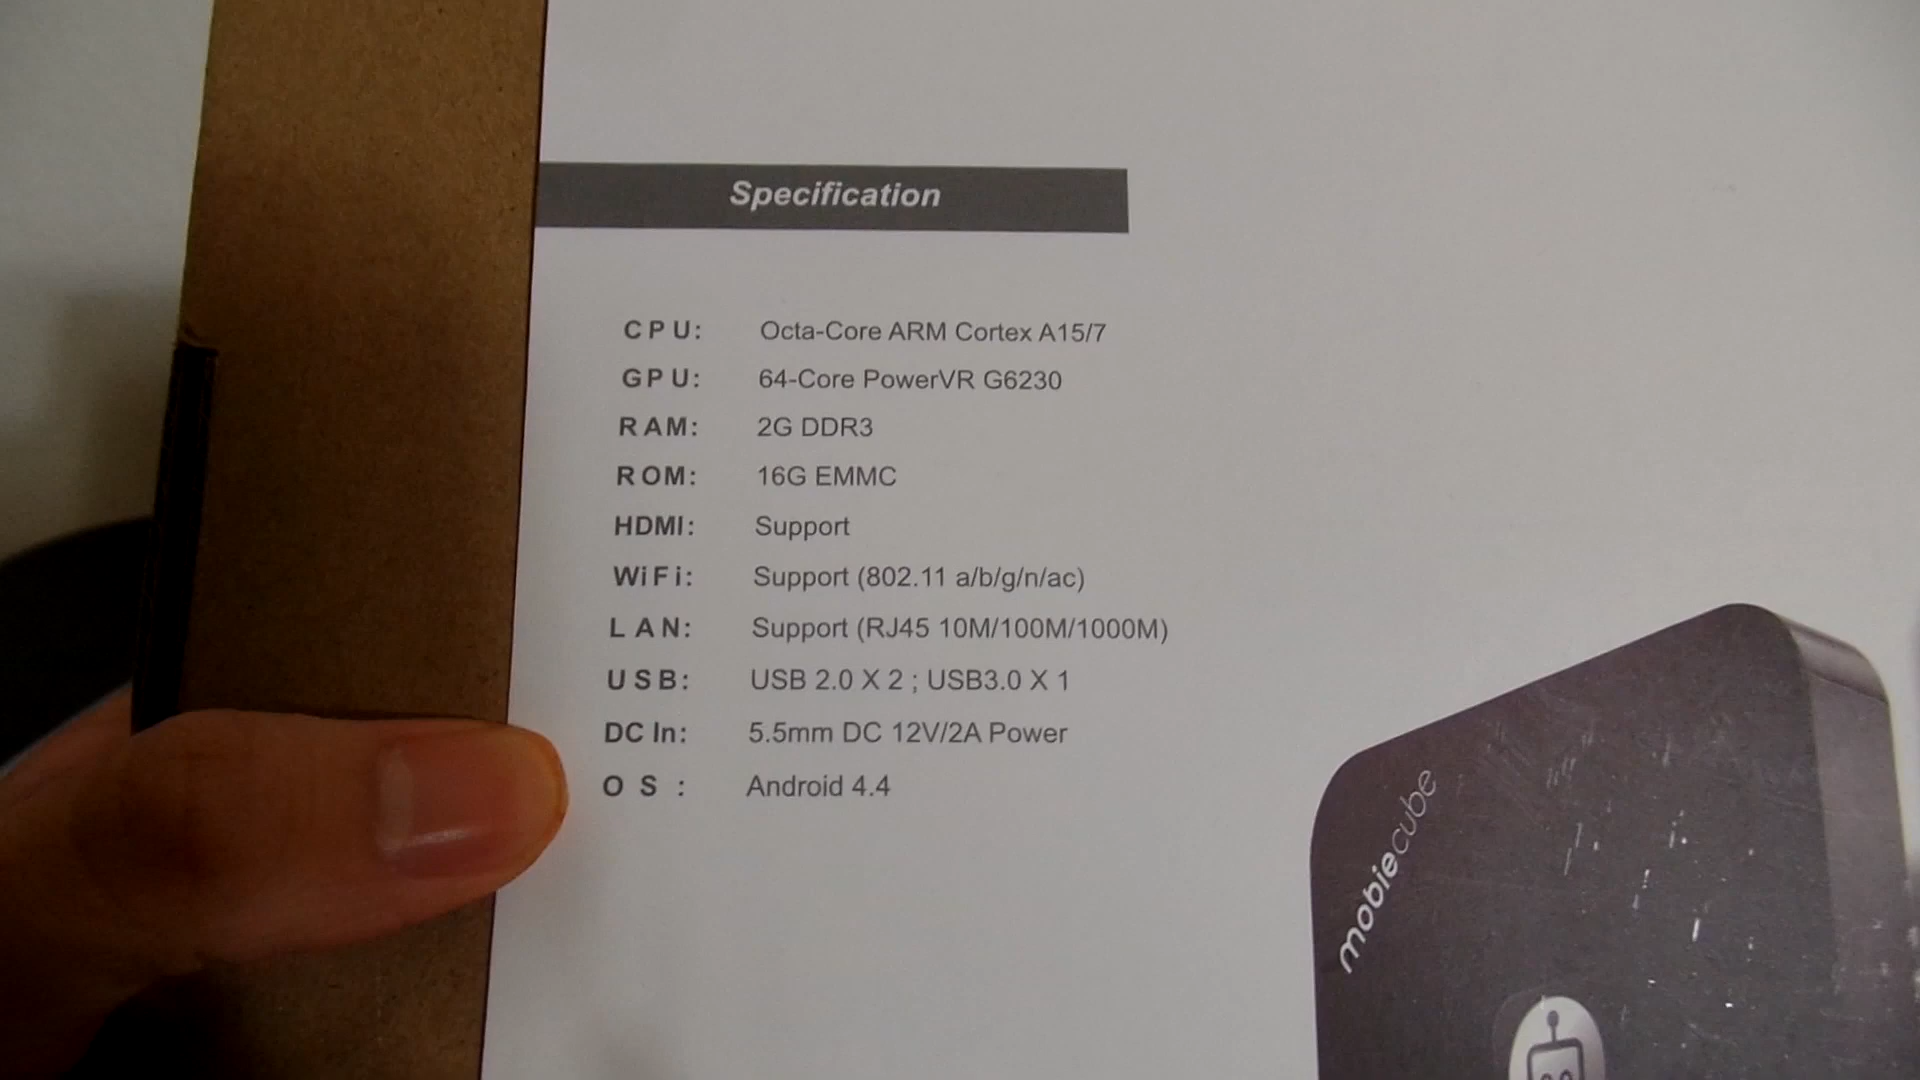 Specification
CPU: Octa-Core ARM Cortex A15/7
GPU: 64-Core PowerVR G6230
RAM: 2G DDR3
ROM: 16G EMMC
HDMI: Support
WiFi: Support (802.11 a/b/g/n/ac)
LAN: Support (RJ45 10M/100M/1000M)
USB: USB 2.0 X 2 ; USB3.0 X 1
DC In: 5.5mm DC 12V/2A Power
OS : Android 4.4
mobiecube